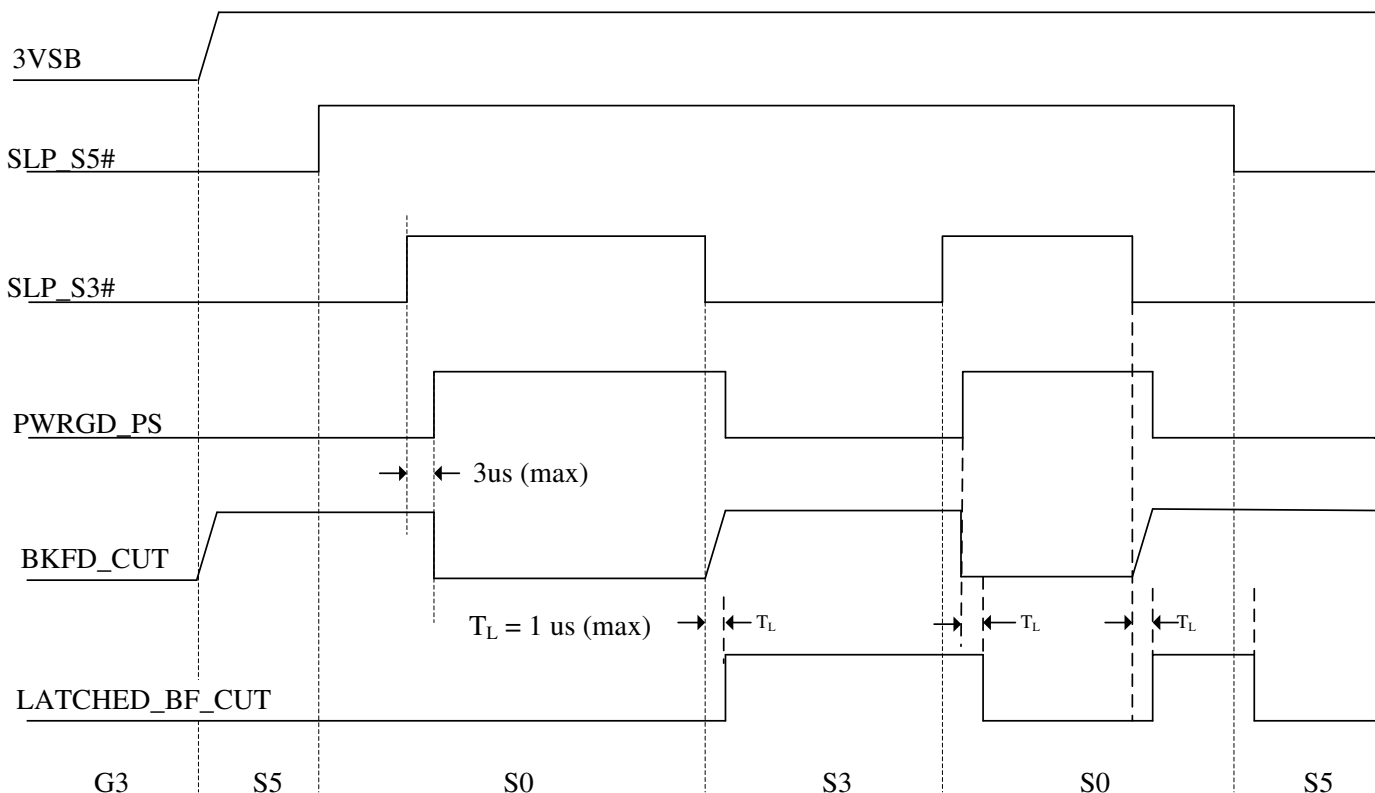 3VSB
SLP_S5#
SLP_S3#
PWRGD_PS
3us (max)
BKFD_CUT
T_L = 1 us (max)
T_L
T_L
T_L
LATCHED_BF_CUT
G3 S5 S0 S3 S0 S5